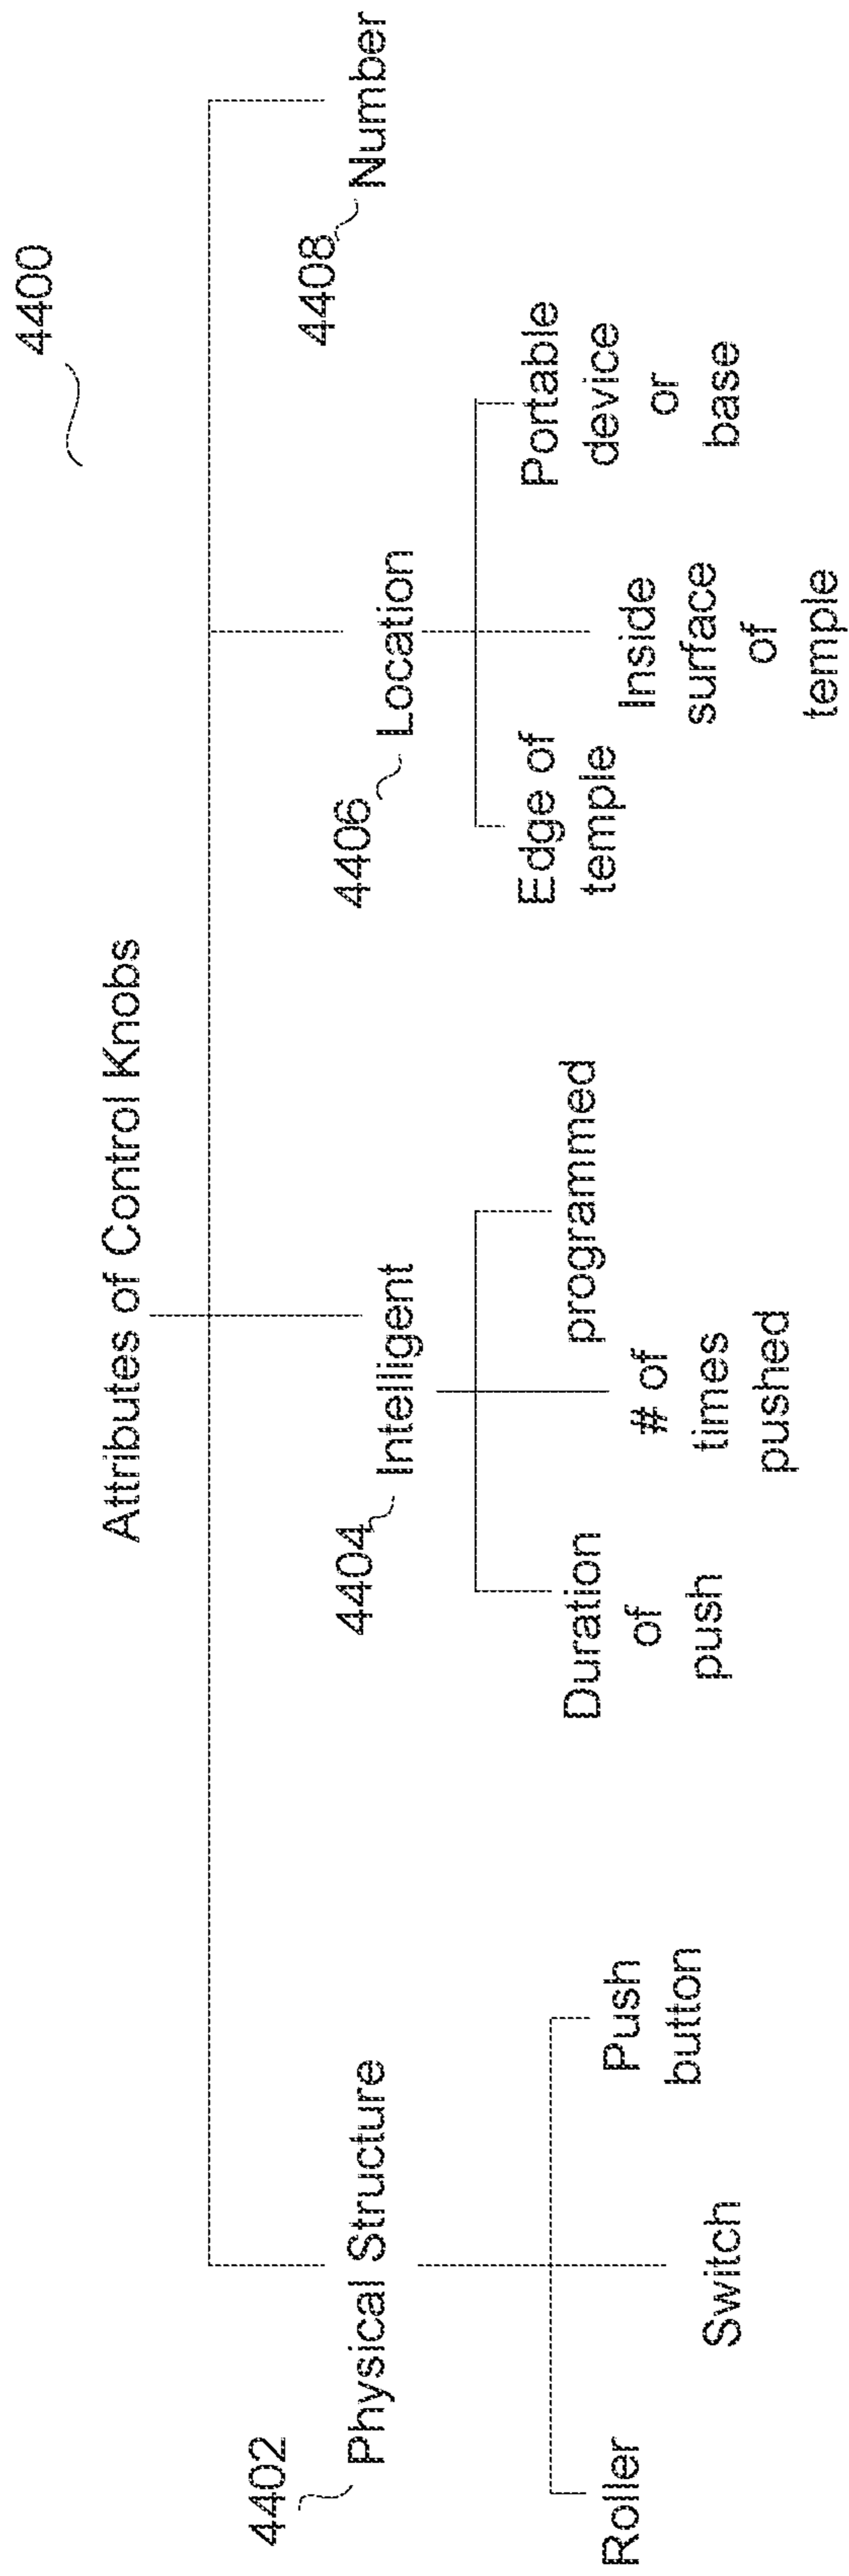 4400
Attributes of Control Knobs
4402
Physical Structure
Roller
Switch
Push
button
4404
Intelligent
Duration
of
push
# of
times
pushed
programmed
4406
Location
Edge of
temple
Inside
surface
of
temple
Portable
device
or
base
4408
Number